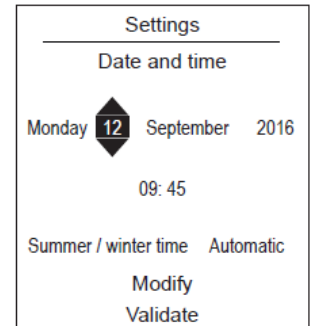 Settings
Date and time
Monday 12 September 2016
09: 45
Summer / winter time Automatic
Modify
Validate